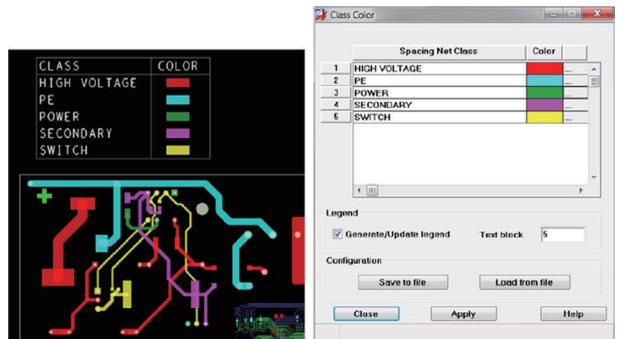 CLASS COLOR
HIGH VOLTAGE
PE
POWER
SECONDARY
SWITCH
Class Color
Spacing Net Class Color
1 HIGH VOLTAGE ...
2 PE ...
3 POWER ...
4 SECONDARY ...
5 SWITCH ...
Legend
Generate/Update legend Text block 5
Configuration
Save to file Load from file
Close Apply Help